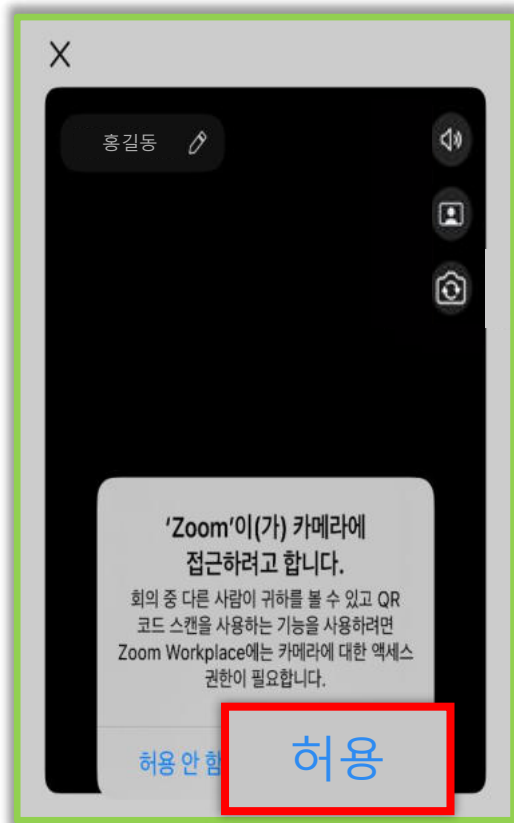 홍길동
'Zoom'이(가) 카메라에
접근하려고 합니다.
회의 중 다른 사람이 귀하를 볼 수 있고 QR
코드 스캔을 사용하는 기능을 사용하려면
Zoom Workplace에는 카메라에 대한 액세스
권한이 필요합니다.
허용 안 함 허용